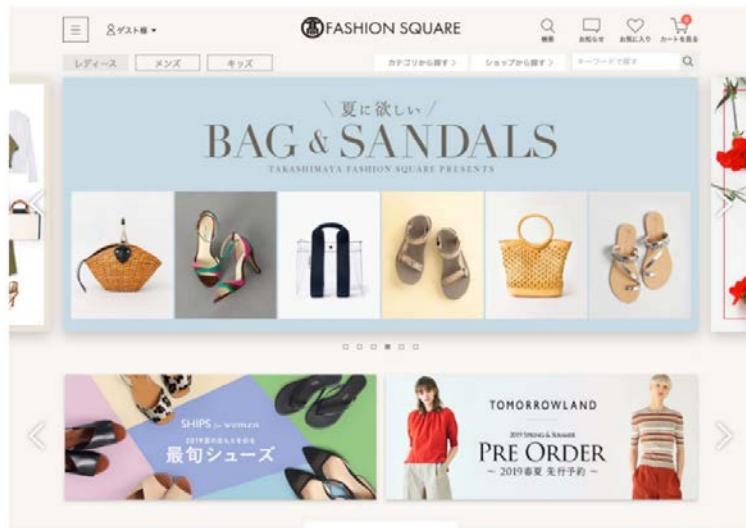 ゲスト様
髙 FASHION SQUARE
検索
お知らせ
お気に入り
カートを見る
0
レディース
メンズ
キッズ
カテゴリから探す
ショップから探す
キーワードで探す
夏に欲しい
BAG & SANDALS
TAKASHIMAYA FASHION SQUARE PRESENTS
SHIPS for women
2019夏の足もとを彩る
最旬シューズ
TOMORROWLAND
2019 SPRING & SUMMER
PRE ORDER
～ 2019春夏 先行予約 ～